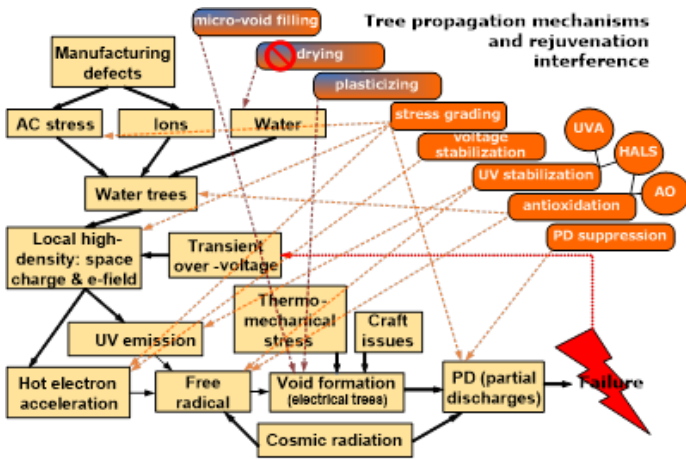 micro-void filling
Tree propagation mechanisms
and rejuvenation
interference
drying
plasticizing
Manufacturing
defects
stress grading
AC stress
Ions
Water
voltage
stabilization
UVA
HALS
UV stabilization
AO
Water trees
antioxidation
PD suppression
Local high-
density: space
charge & e-field
Transient
over-voltage
Thermo-
mechanical
stress
Craft
issues
UV emission
Hot electron
acceleration
Free
radical
Void formation
(electrical trees)
PD (partial
discharges)
Failure
Cosmic radiation